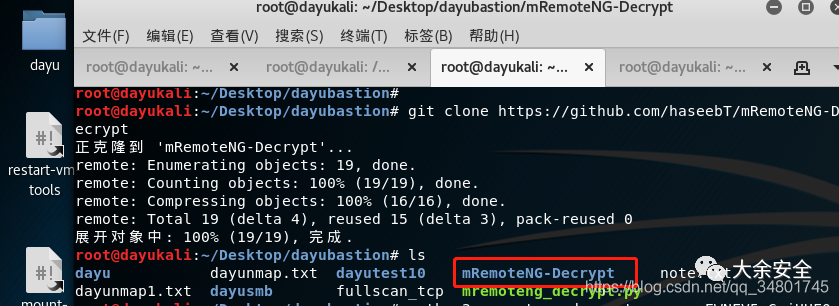 root@dayukali: ~/Desktop/dayubastion/mRemoteNG-Decrypt
文件(F) 编辑(E) 查看(V) 搜索(S) 终端(T) 标签(B) 帮助(H)
root@dayukali: ~... × root@dayukali: /... × root@dayukali: ~... × root@dayukali: ~... ×
dayu
restart-vm
tools
mount-
root@dayukali:~/Desktop/dayubastion#
root@dayukali:~/Desktop/dayubastion# git clone https://github.com/haseebT/mRemoteNG-D
ecrypt
正克隆到 'mRemoteNG-Decrypt'...
remote: Enumerating objects: 19, done.
remote: Counting objects: 100% (19/19), done.
remote: Compressing objects: 100% (16/16), done.
remote: Total 19 (delta 4), reused 15 (delta 3), pack-reused 0
展开对象中: 100% (19/19), 完成.
root@dayukali:~/Desktop/dayubastion# ls
dayu dayunmap.txt dayutest10 mRemoteNG-Decrypt
dayunmap1.txt dayusmb fullscan_tcp mremoteng_decrypt.py
大余安全
https://blog.csdn.net/qq_34801745